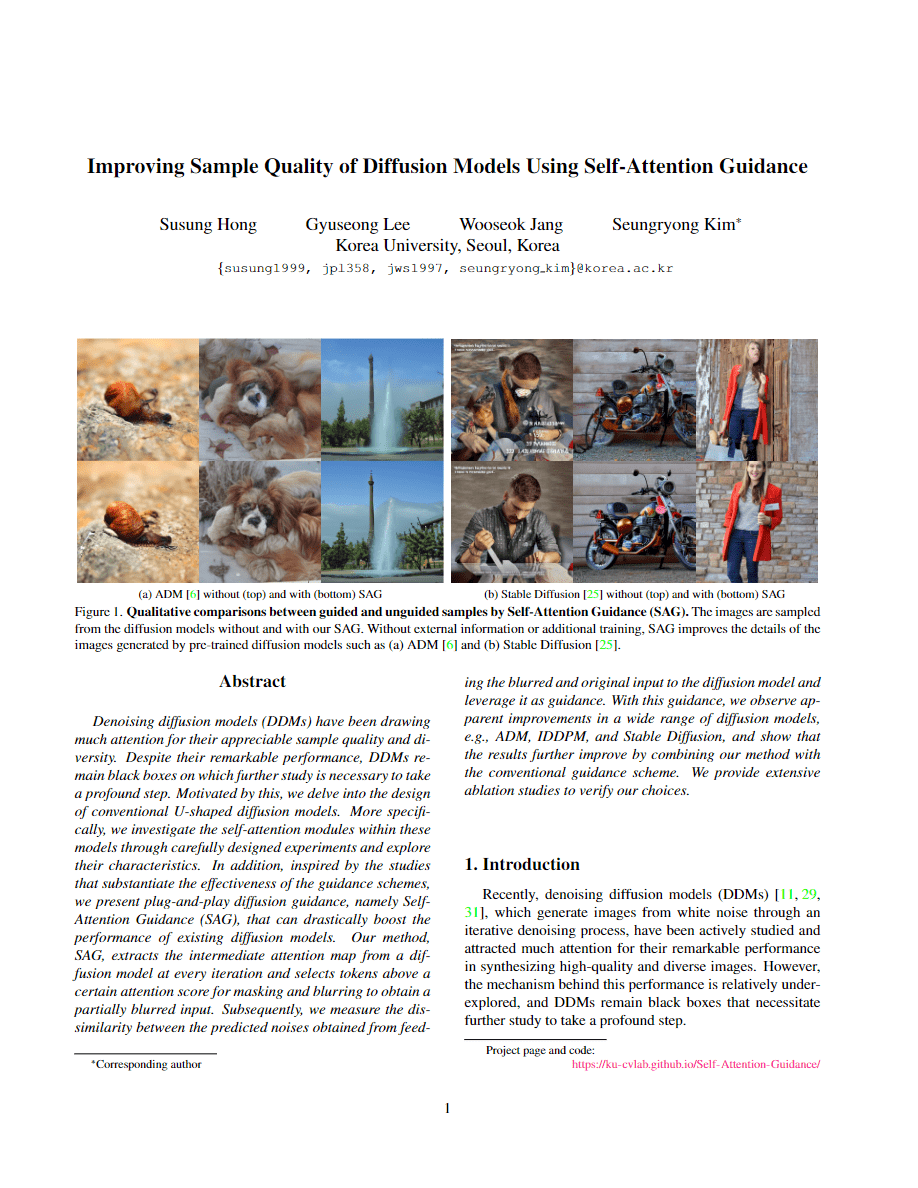 Improving Sample Quality of Diffusion Models Using Self-Attention Guidance
Susung Hong Gyuseong Lee Wooseok Jang Seungryong Kim*
Korea University, Seoul, Korea
{susung1999, jpl358, jws1997, seungryong_kim}@korea.ac.kr
(a) ADM [6] without (top) and with (bottom) SAG
(b) Stable Diffusion [25] without (top) and with (bottom) SAG
Figure 1. Qualitative comparisons between guided and unguided samples by Self-Attention Guidance (SAG). The images are sampled
from the diffusion models without and with our SAG. Without external information or additional training, SAG improves the details of the
images generated by pre-trained diffusion models such as (a) ADM [6] and (b) Stable Diffusion [25].
Abstract
Denoising diffusion models (DDMs) have been drawing
much attention for their appreciable sample quality and di-
versity. Despite their remarkable performance, DDMs re-
main black boxes on which further study is necessary to take
a profound step. Motivated by this, we delve into the design
of conventional U-shaped diffusion models. More specifi-
cally, we investigate the self-attention modules within these
models through carefully designed experiments and explore
their characteristics. In addition, inspired by the studies
that substantiate the effectiveness of the guidance schemes,
we present plug-and-play diffusion guidance, namely Self-
Attention Guidance (SAG), that can drastically boost the
performance of existing diffusion models. Our method,
SAG, extracts the intermediate attention map from a dif-
fusion model at every iteration and selects tokens above a
certain attention score for masking and blurring to obtain a
partially blurred input. Subsequently, we measure the dis-
similarity between the predicted noises obtained from feed-
*Corresponding author
ing the blurred and original input to the diffusion model and
leverage it as guidance. With this guidance, we observe ap-
parent improvements in a wide range of diffusion models,
e.g., ADM, IDDPM, and Stable Diffusion, and show that
the results further improve by combining our method with
the conventional guidance scheme. We provide extensive
ablation studies to verify our choices.
1. Introduction
Recently, denoising diffusion models (DDMs) [11, 29,
31], which generate images from white noise through an
iterative denoising process, have been actively studied and
attracted much attention for their remarkable performance
in synthesizing high-quality and diverse images. However,
the mechanism behind this performance is relatively under-
explored, and DDMs remain black boxes that necessitate
further study to take a profound step.
Project page and code:
https://ku-cvlab.github.io/Self-Attention-Guidance/
1